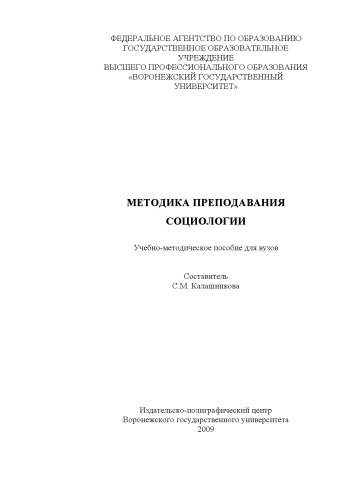 ФЕДЕРАЛЬНОЕ АГЕНТСТВО ПО ОБРАЗОВАНИЮ
ГОСУДАРСТВЕННОЕ ОБРАЗОВАТЕЛЬНОЕ
УЧРЕЖДЕНИЕ
ВЫСШЕГО ПРОФЕССИОНАЛЬНОГО ОБРАЗОВАНИЯ
«ВОРОНЕЖСКИЙ ГОСУДАРСТВЕННЫЙ
УНИВЕРСИТЕТ»
МЕТОДИКА ПРЕПОДАВАНИЯ
СОЦИОЛОГИИ
Учебно-методическое пособие для вузов
Составитель
С.М. Калашникова
Издательско-полиграфический центр
Воронежского государственного университета
2009